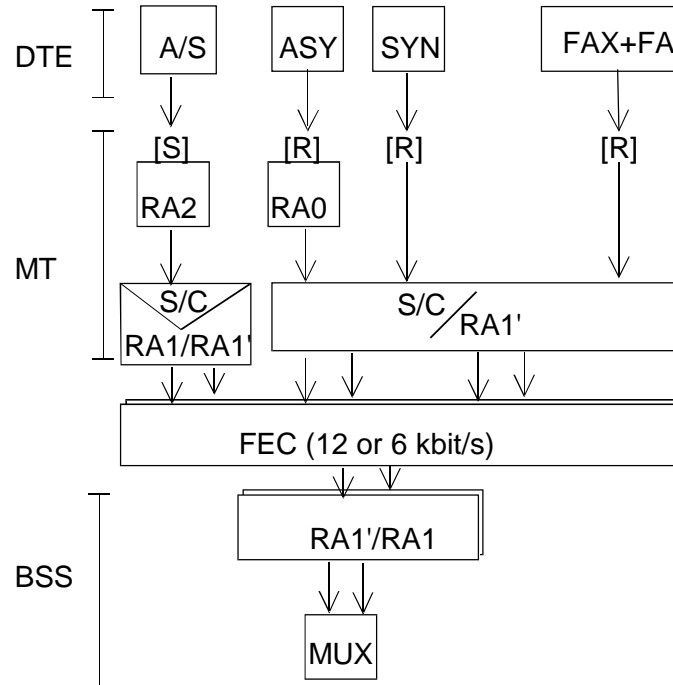 DTE
A/S
ASY
SYN
FAX+FA
[S]
[R]
[R]
[R]
MT
RA2
RA0
S/C
RA1/RA1'
S/C
RA1'
FEC (12 or 6 kbit/s)
BSS
RA1'/RA1
MUX